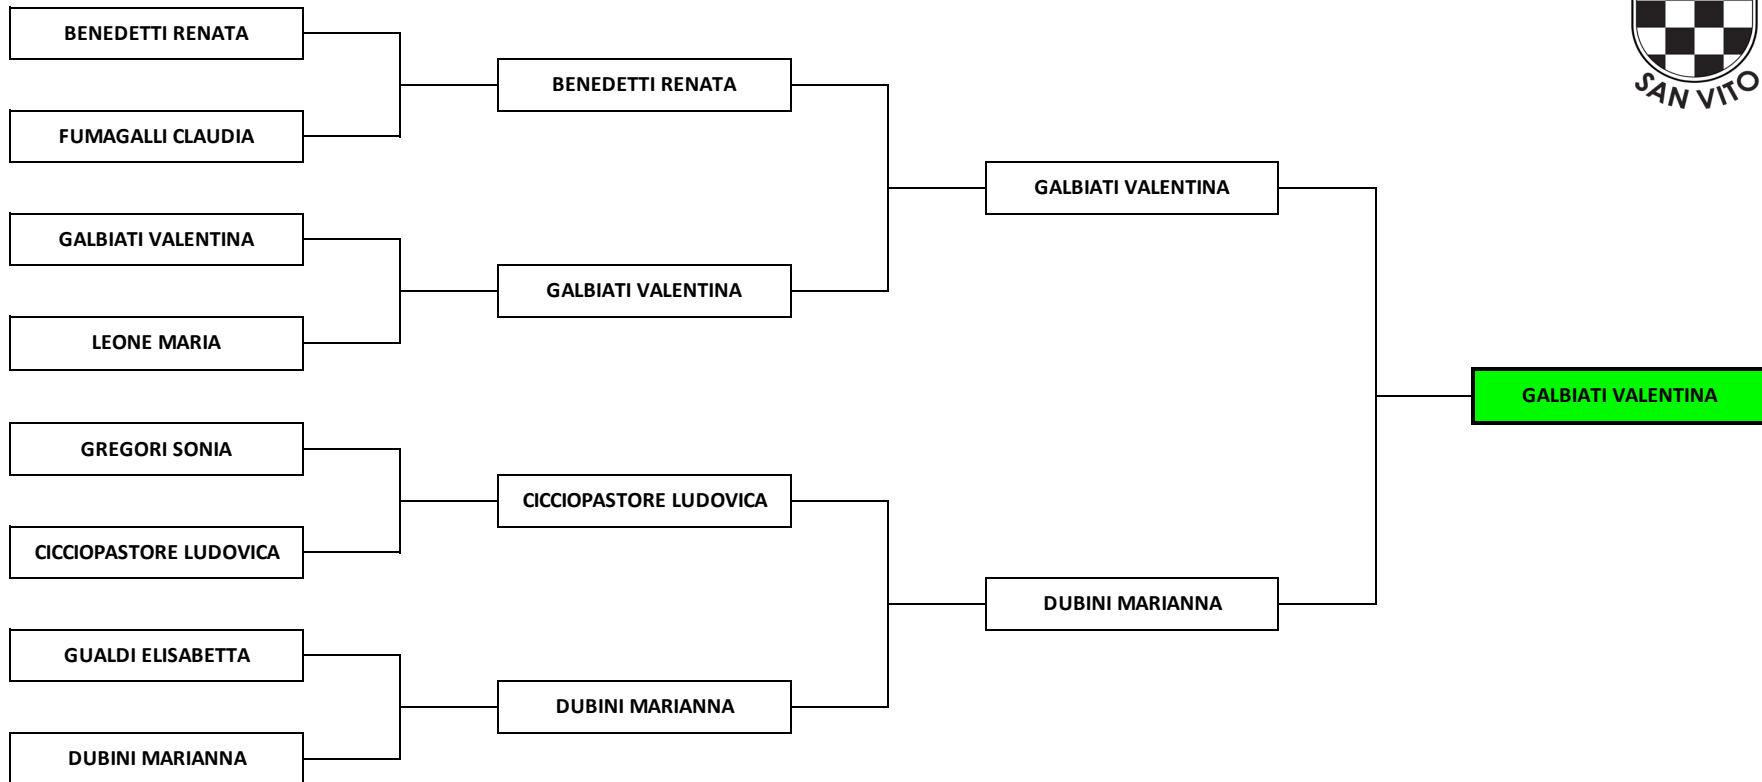 BENEDETTI RENATA
FUMAGALLI CLAUDIA
GALBIATI VALENTINA
LEONE MARIA
GREGORI SONIA
CICCIOPASTORE LUDOVICA
GUALDI ELISABETTA
DUBINI MARIANNA
BENEDETTI RENATA
GALBIATI VALENTINA
CICCIOPASTORE LUDOVICA
DUBINI MARIANNA
GALBIATI VALENTINA
DUBINI MARIANNA
GALBIATI VALENTINA
SAN VITO